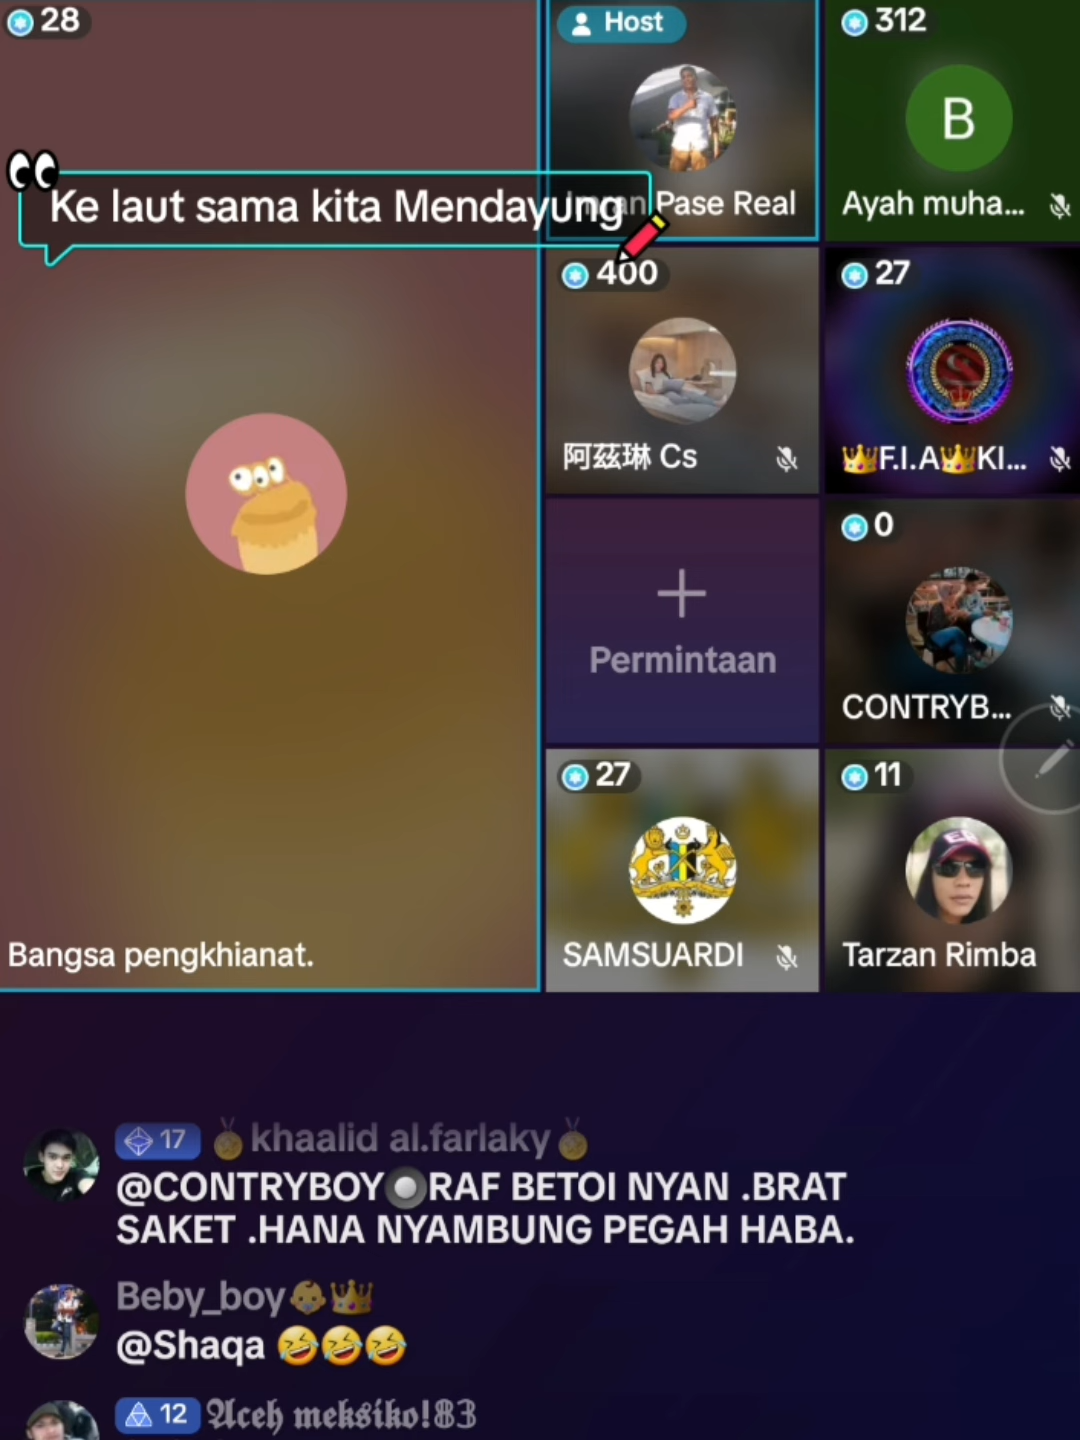 28
Host
312
B
Ke laut sama kita Mendayung
Pase Real
Ayah muha...
400
27
阿茲琳 Cs
👑F.I.A👑KI...
Permintaan
0
CONTRYB...
27
11
Bangsa pengkhianat.
SAMSUARDI
Tarzan Rimba
17 🏅khaalid al.farlaky🏅
@CONTRYBOY🔘RAF BETOI NYAN .BRAT
SAKET .HANA NYAMBUNG PEGAH HABA.
Beby_boy👶👑
@Shaqa 🤣🤣🤣
12 𝕬𝖈𝖊𝖍 𝖒𝖊𝖐𝖘𝖎𝖐𝖔!83